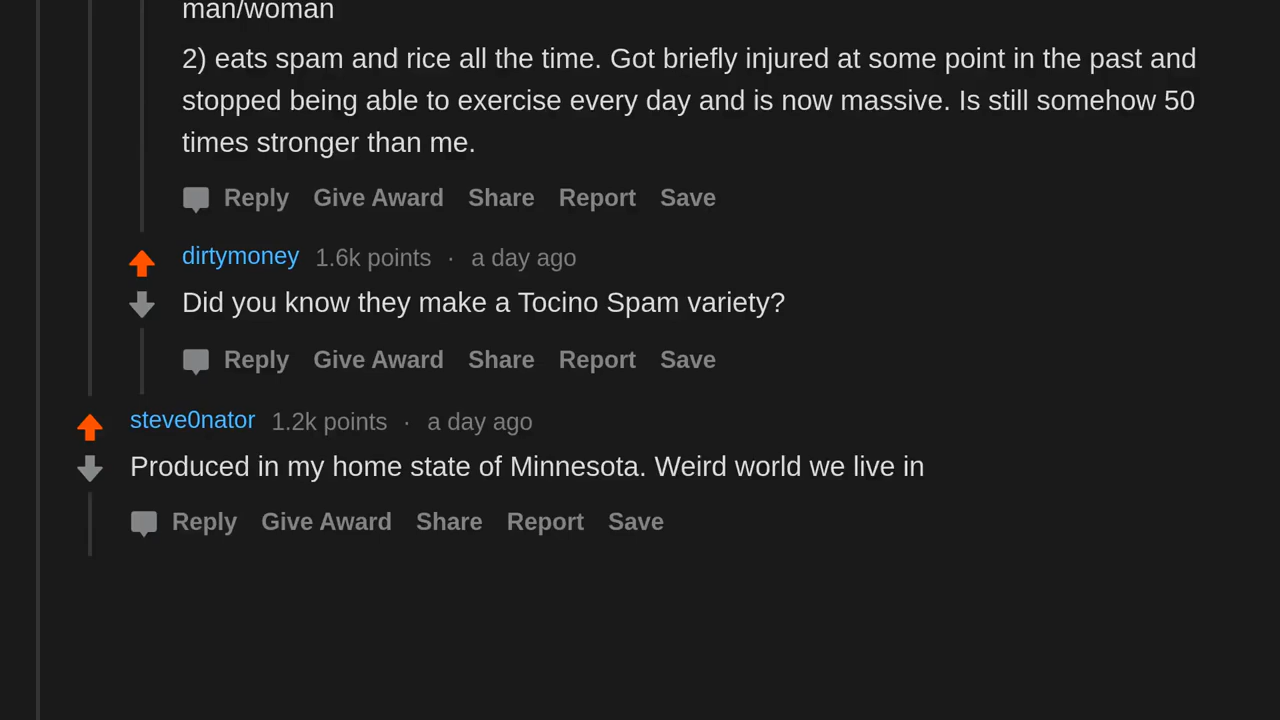 man/woman
2) eats spam and rice all the time. Got briefly injured at some point in the past and
stopped being able to exercise every day and is now massive. Is still somehow 50
times stronger than me.
Reply Give Award Share Report Save
dirtymoney 1.6k points · a day ago
Did you know they make a Tocino Spam variety?
Reply Give Award Share Report Save
steve0nator 1.2k points · a day ago
Produced in my home state of Minnesota. Weird world we live in
Reply Give Award Share Report Save